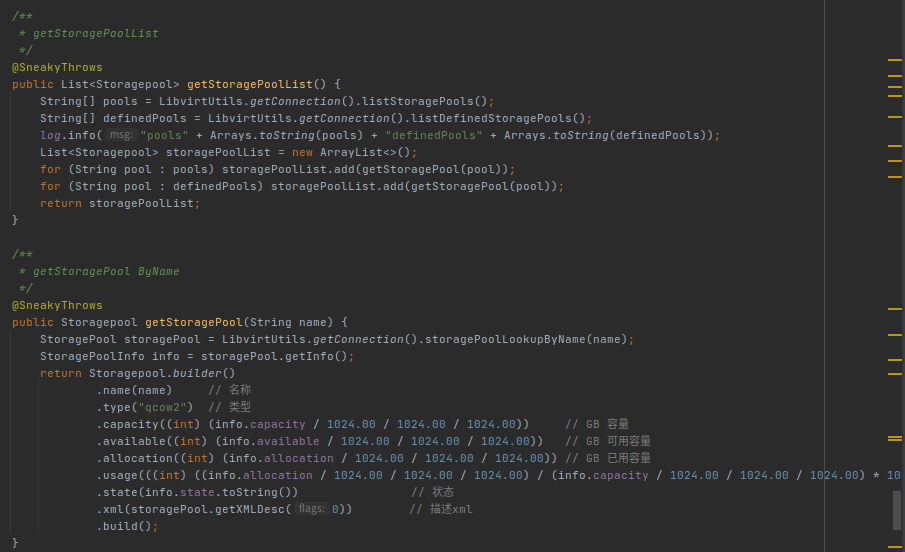 /**
 * getStoragePoolList
 */
@SneakyThrows
public List<Storagepool> getStoragePoolList() {
    String[] pools = LibvirtUtils.getConnection().listStoragePools();
    String[] definedPools = LibvirtUtils.getConnection().listDefinedStoragePools();
    log.info( msg: "pools" + Arrays.toString(pools) + "definedPools" + Arrays.toString(definedPools));
    List<Storagepool> storagePoolList = new ArrayList<>();
    for (String pool : pools) storagePoolList.add(getStoragePool(pool));
    for (String pool : definedPools) storagePoolList.add(getStoragePool(pool));
    return storagePoolList;
}
/**
 * getStoragePool ByName
 */
@SneakyThrows
public Storagepool getStoragePool(String name) {
    StoragePool storagePool = LibvirtUtils.getConnection().storagePoolLookupByName(name);
    StoragePoolInfo info = storagePool.getInfo();
    return Storagepool.builder()
            .name(name)     // 名称
            .type("qcow2")  // 类型
            .capacity((int) (info.capacity / 1024.00 / 1024.00 / 1024.00))     // GB 容量
            .available((int) (info.available / 1024.00 / 1024.00 / 1024.00))   // GB 可用容量
            .allocation((int) (info.allocation / 1024.00 / 1024.00 / 1024.00)) // GB 已用容量
            .usage(((int) ((info.allocation / 1024.00 / 1024.00 / 1024.00) / (info.capacity / 1024.00 / 1024.00 / 1024.00) * 10
            .state(info.state.toString())                // 状态
            .xml(storagePool.getXMLDesc( flags: 0))        // 描述xml
            .build();
}